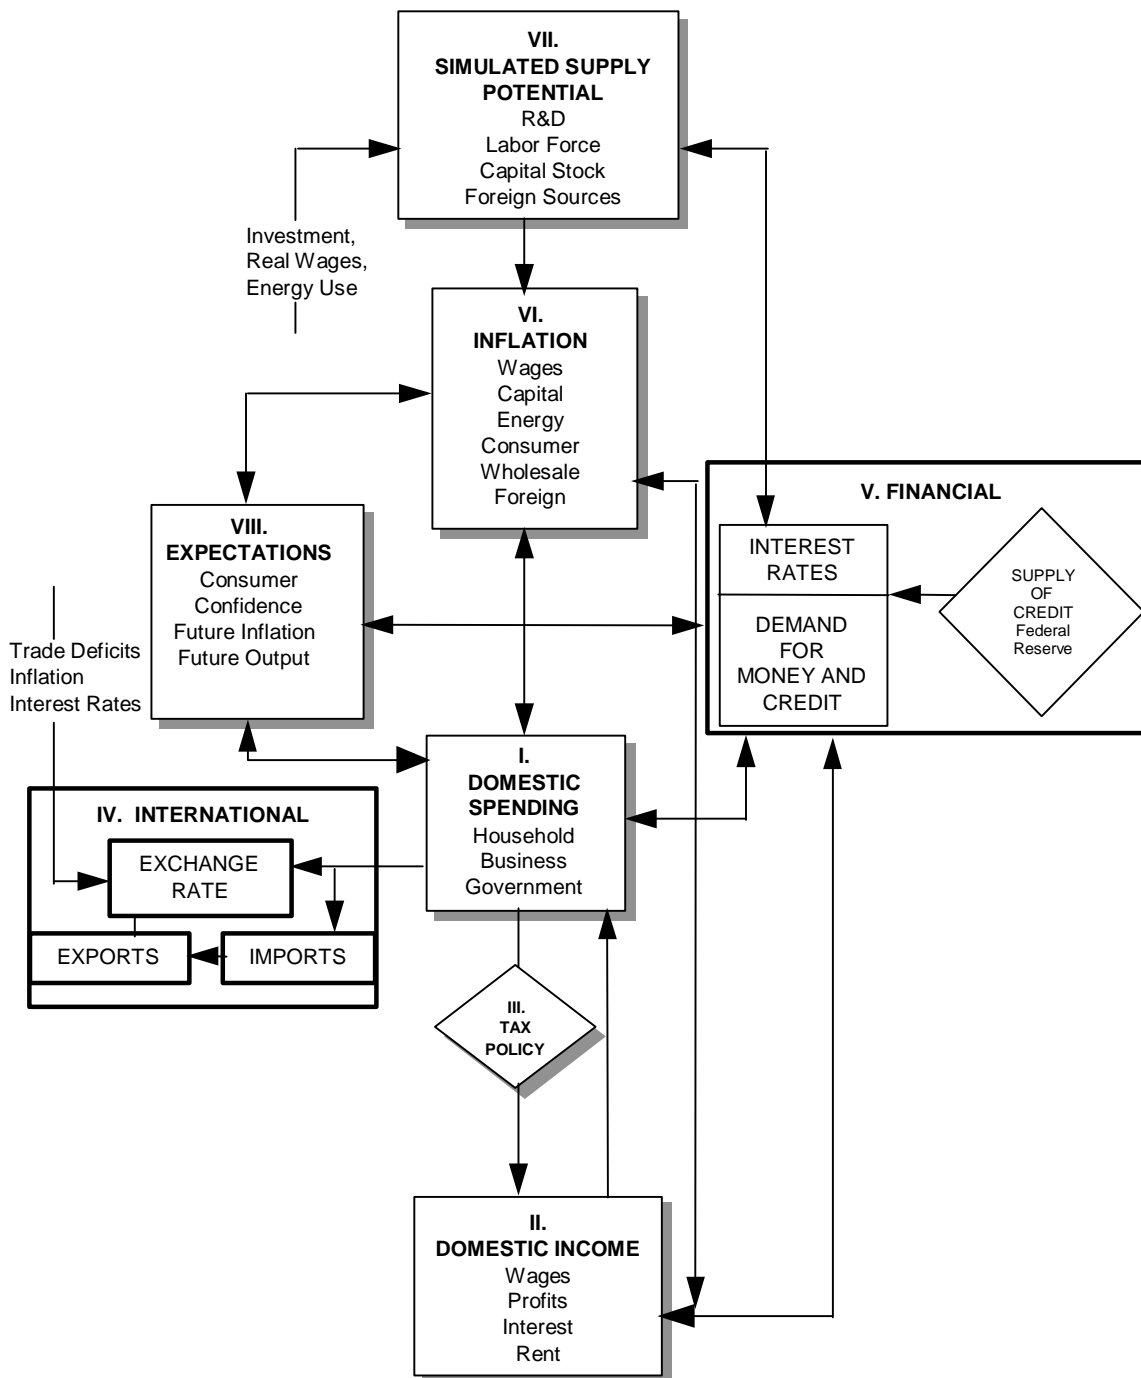 VII.
SIMULATED SUPPLY
POTENTIAL
R&D
Labor Force
Capital Stock
Foreign Sources
Investment,
Real Wages,
Energy Use
VI.
INFLATION
Wages
Capital
Energy
Consumer
Wholesale
Foreign
VIII.
EXPECTATIONS
Consumer
Confidence
Future Inflation
Future Output
V. FINANCIAL
INTEREST
RATES
DEMAND
FOR
MONEY AND
CREDIT
SUPPLY
OF
CREDIT
Federal
Reserve
Trade Deficits
Inflation
Interest Rates
I.
DOMESTIC
SPENDING
Household
Business
Government
IV. INTERNATIONAL
EXCHANGE
RATE
EXPORTS
IMPORTS
III.
TAX
POLICY
II.
DOMESTIC INCOME
Wages
Profits
Interest
Rent